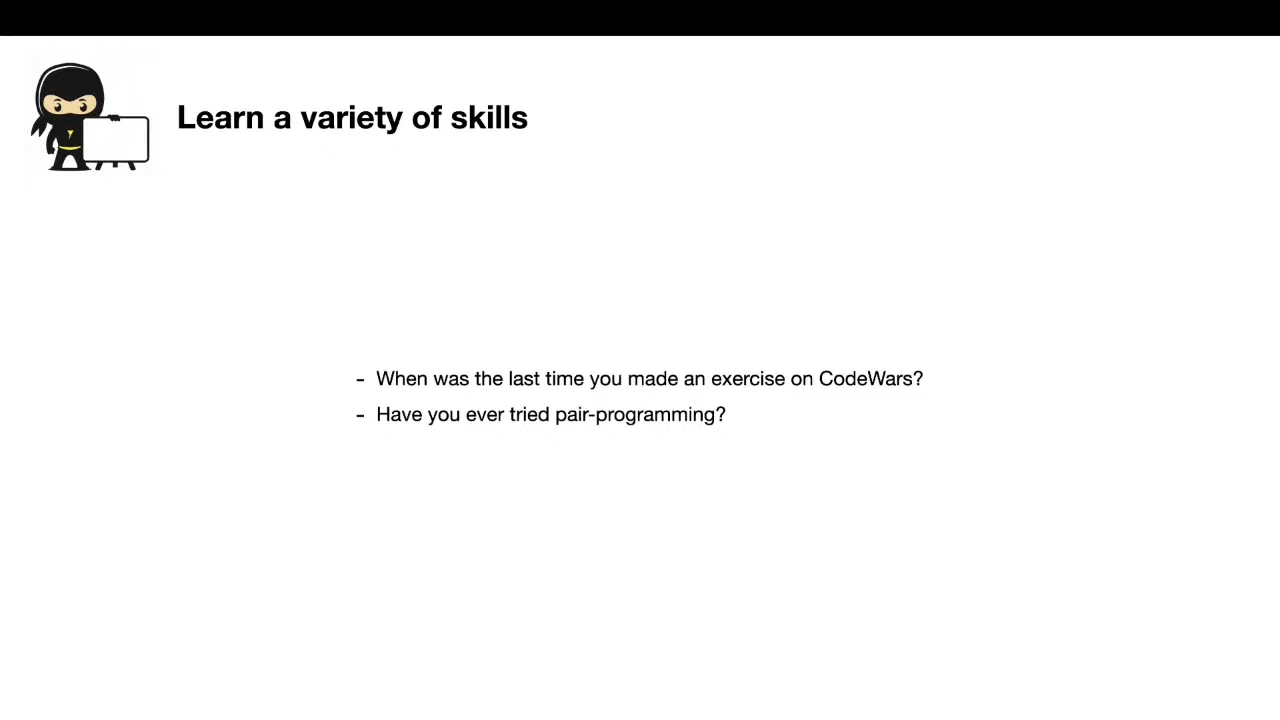 Learn a variety of skills
- When was the last time you made an exercise on CodeWars?
- Have you ever tried pair-programming?